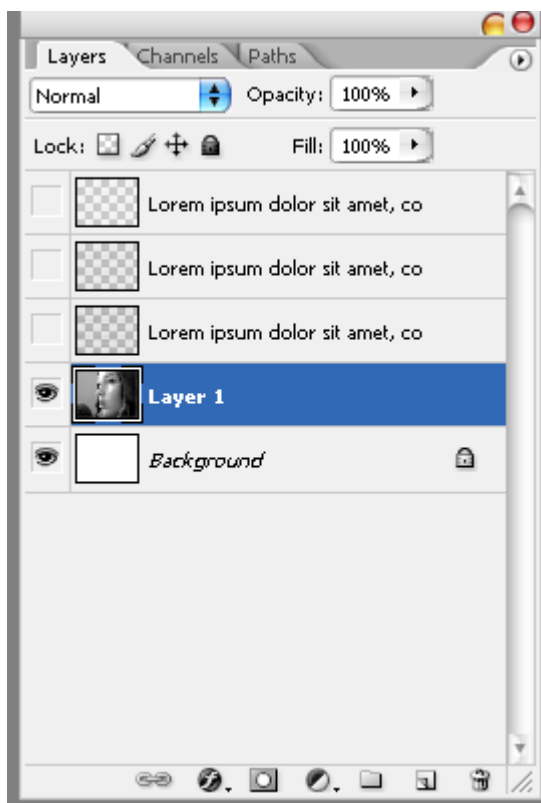 Layers Channels Paths
Normal Opacity: 100%
Lock: Fill: 100%
Lorem ipsum dolor sit amet, co
Lorem ipsum dolor sit amet, co
Lorem ipsum dolor sit amet, co
Layer 1
Background